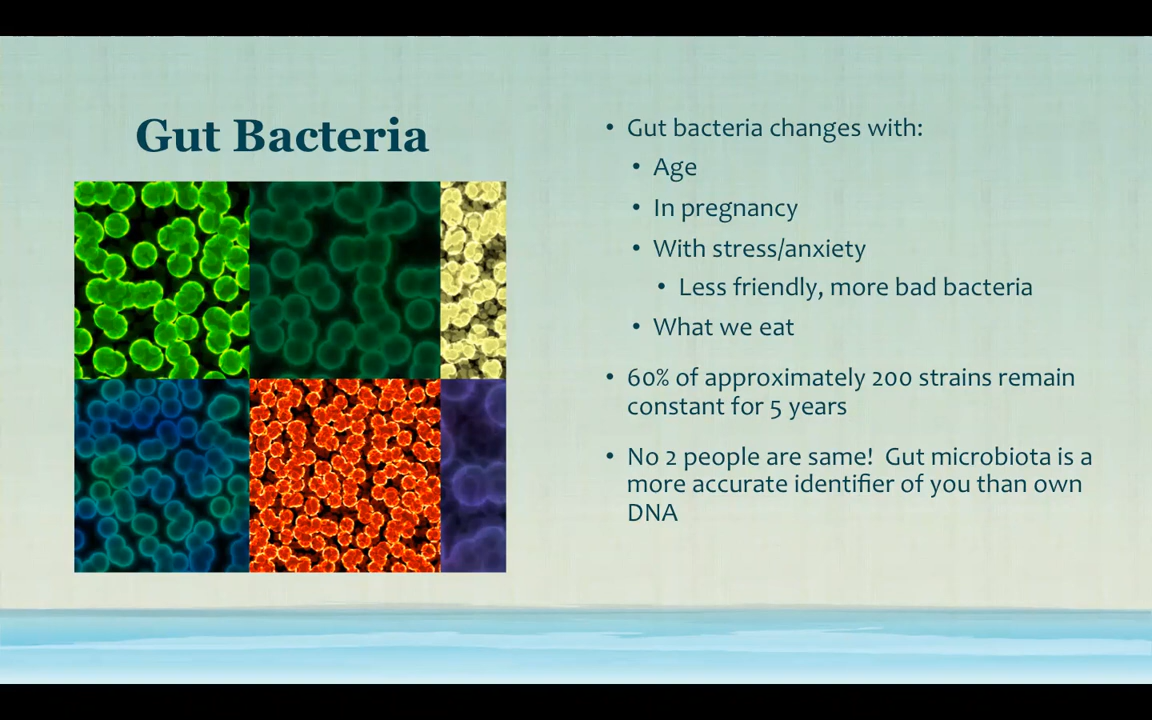 Gut Bacteria
• Gut bacteria changes with:
• Age
• In pregnancy
• With stress/anxiety
• Less friendly, more bad bacteria
• What we eat
• 60% of approximately 200 strains remain
constant for 5 years
• No 2 people are same!  Gut microbiota is a
more accurate identifier of you than own
DNA